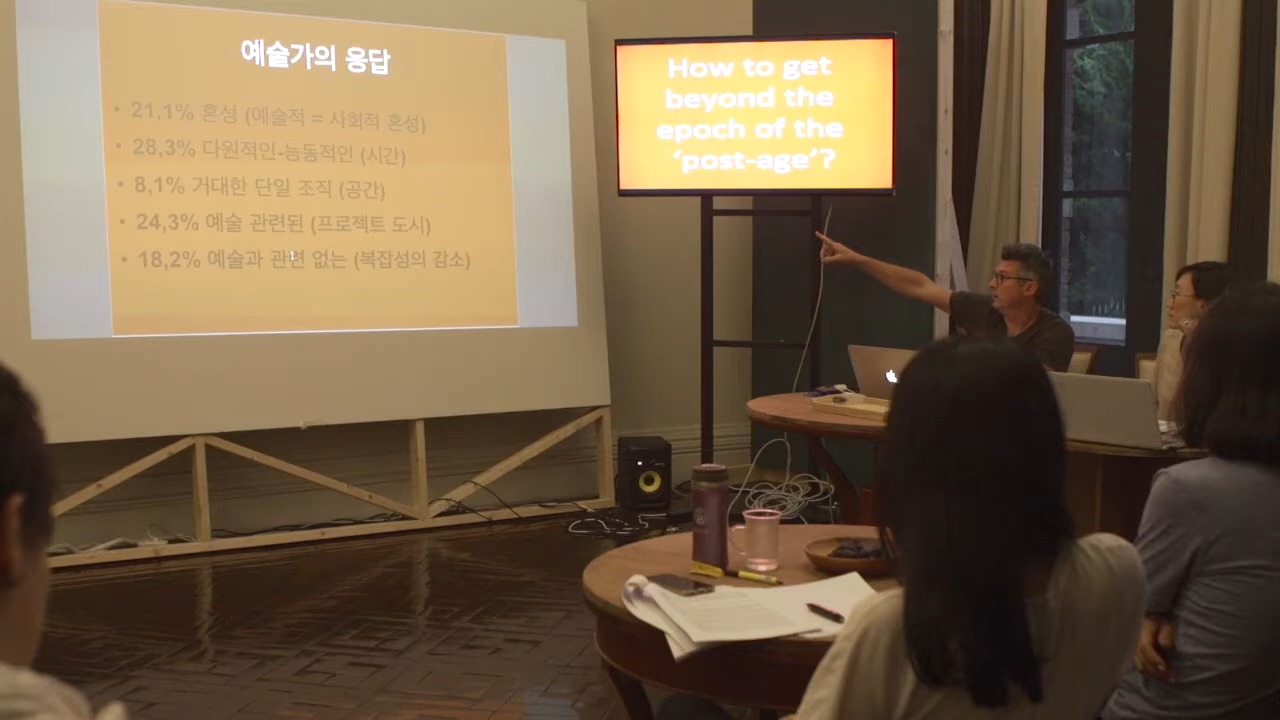 예술가의 응답
• 21,1% 혼성 (예술적 = 사회적 혼성)
• 28,3% 다원적인-능동적인 (시간)
• 8,1% 거대한 단일 조직 (공간)
• 24,3% 예술 관련된 (프로젝트 도시)
• 18,2% 예술과 관련 없는 (복잡성의 감소)
How to get
beyond the
epoch of the
‘post-age’?